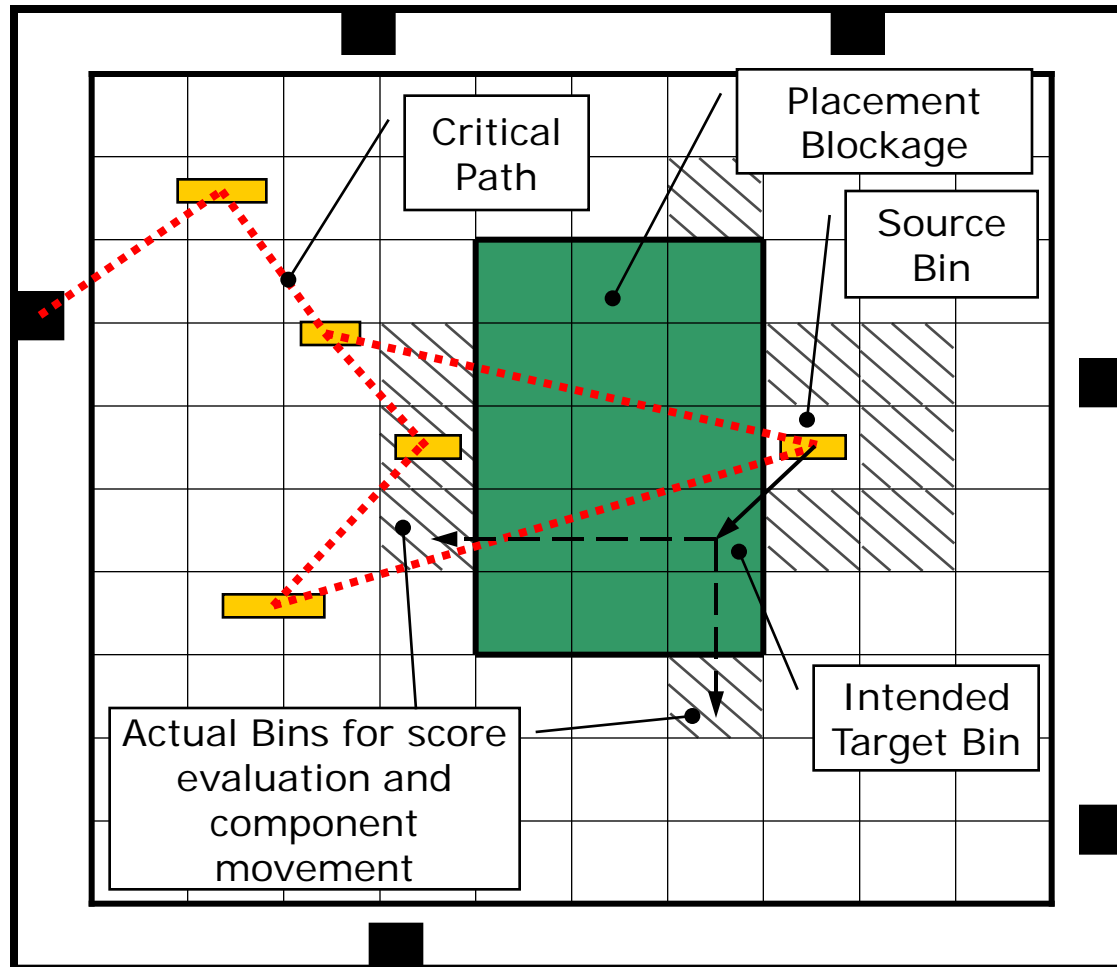 Critical
Path
Placement
Blockage
Source
Bin
Intended
Target Bin
Actual Bins for score
evaluation and
component
movement